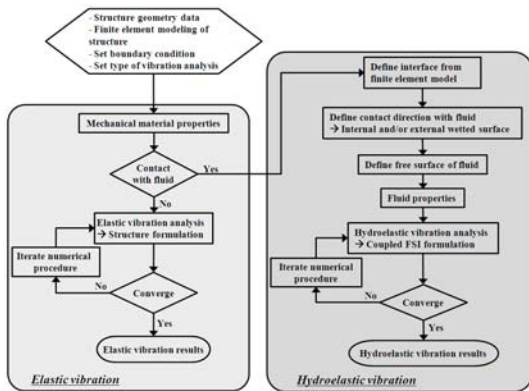 - Structure geometry data
- Finite element modeling of
structure
- Set boundary condition
- Set type of vibration analysis
Mechanical material properties
Contact
with fluid
Yes
No
Elastic vibration analysis
→ Structure formulation
Iterate numerical
procedure
No
Converge
Yes
Elastic vibration results
Elastic vibration
Define interface from
finite element model
Define contact direction with fluid
→ Internal and/or external wetted surface
Define free surface of fluid
Fluid properties
Hydroelastic vibration analysis
→ Coupled FSI formulation
Iterate numerical
procedure
No
Converge
Yes
Hydroelastic vibration results
Hydroelastic vibration